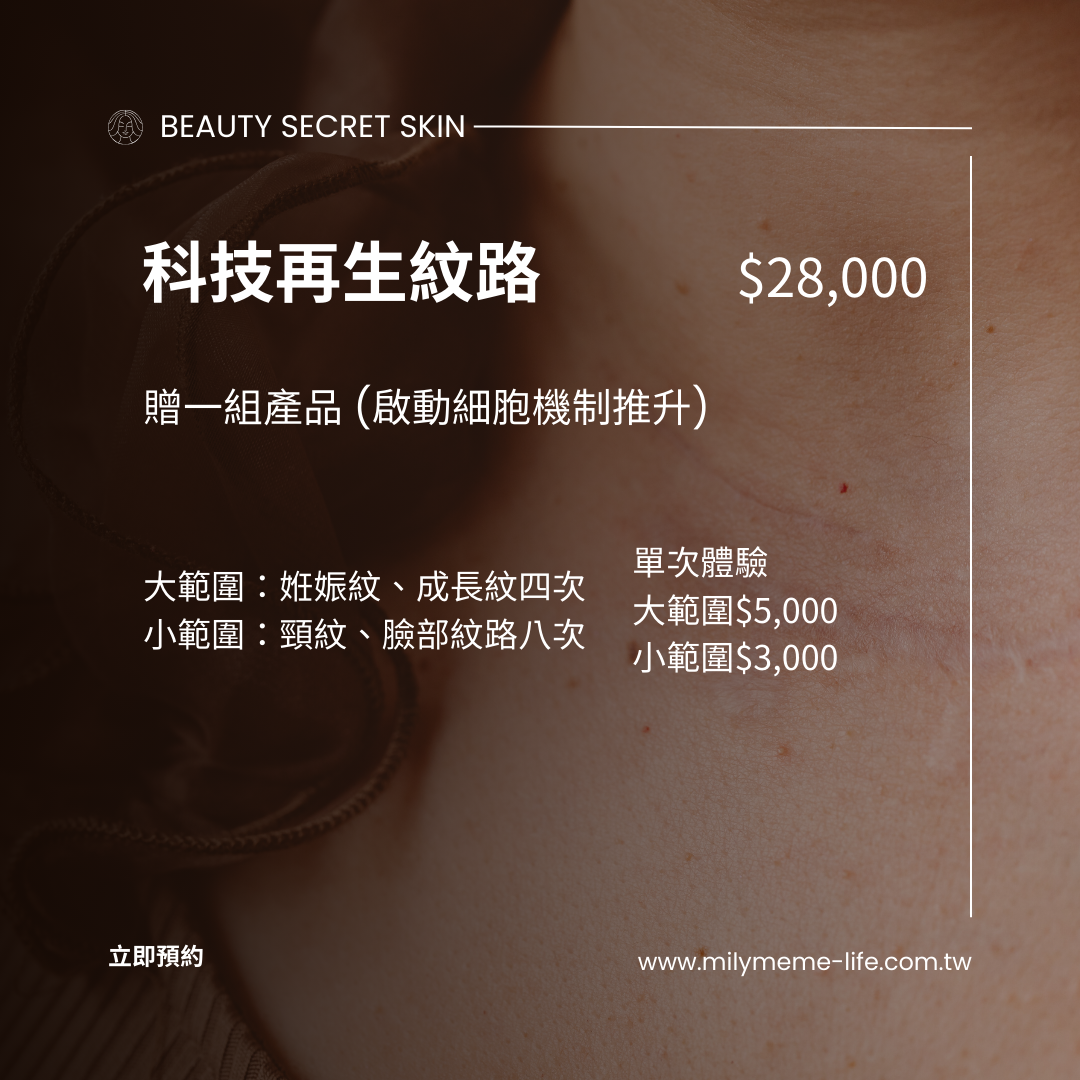 BEAUTY SECRET SKIN
科技再生紋路
$28,000
贈一組產品 (啟動細胞機制推升)
大範圍：妊娠紋、成長紋四次
小範圍：頸紋、臉部紋路八次
單次體驗
大範圍$5,000
小範圍$3,000
立即預約
www.milymeme-life.com.tw